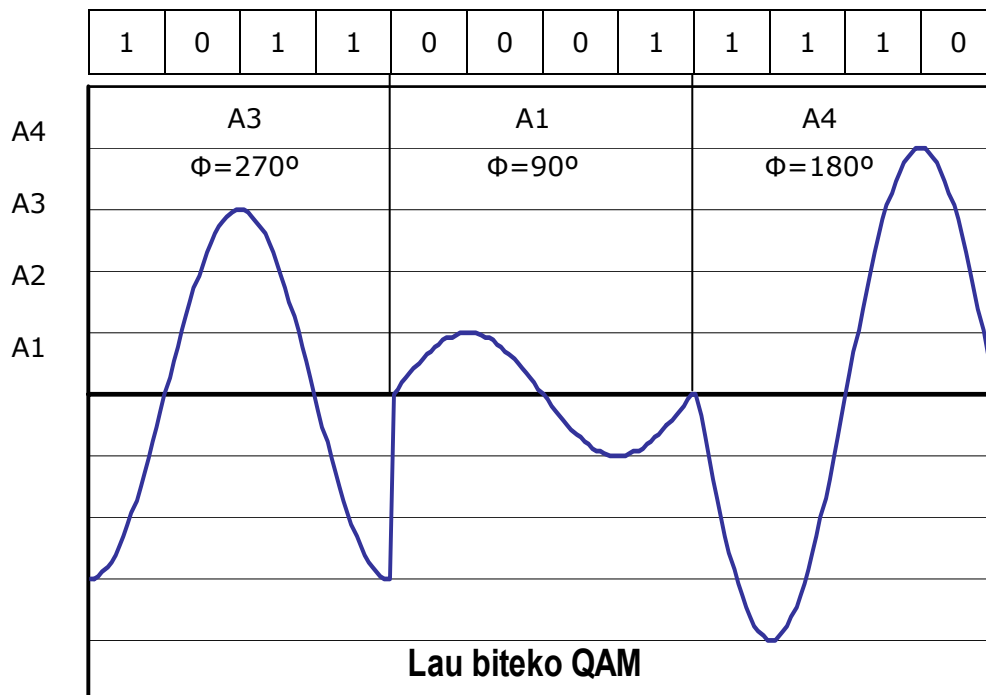 1 0 1 1 0 0 0 1 1 1 1 0
A3 A1 A4
Φ=270º Φ=90º Φ=180º
A4
A3
A2
A1
Lau biteko QAM